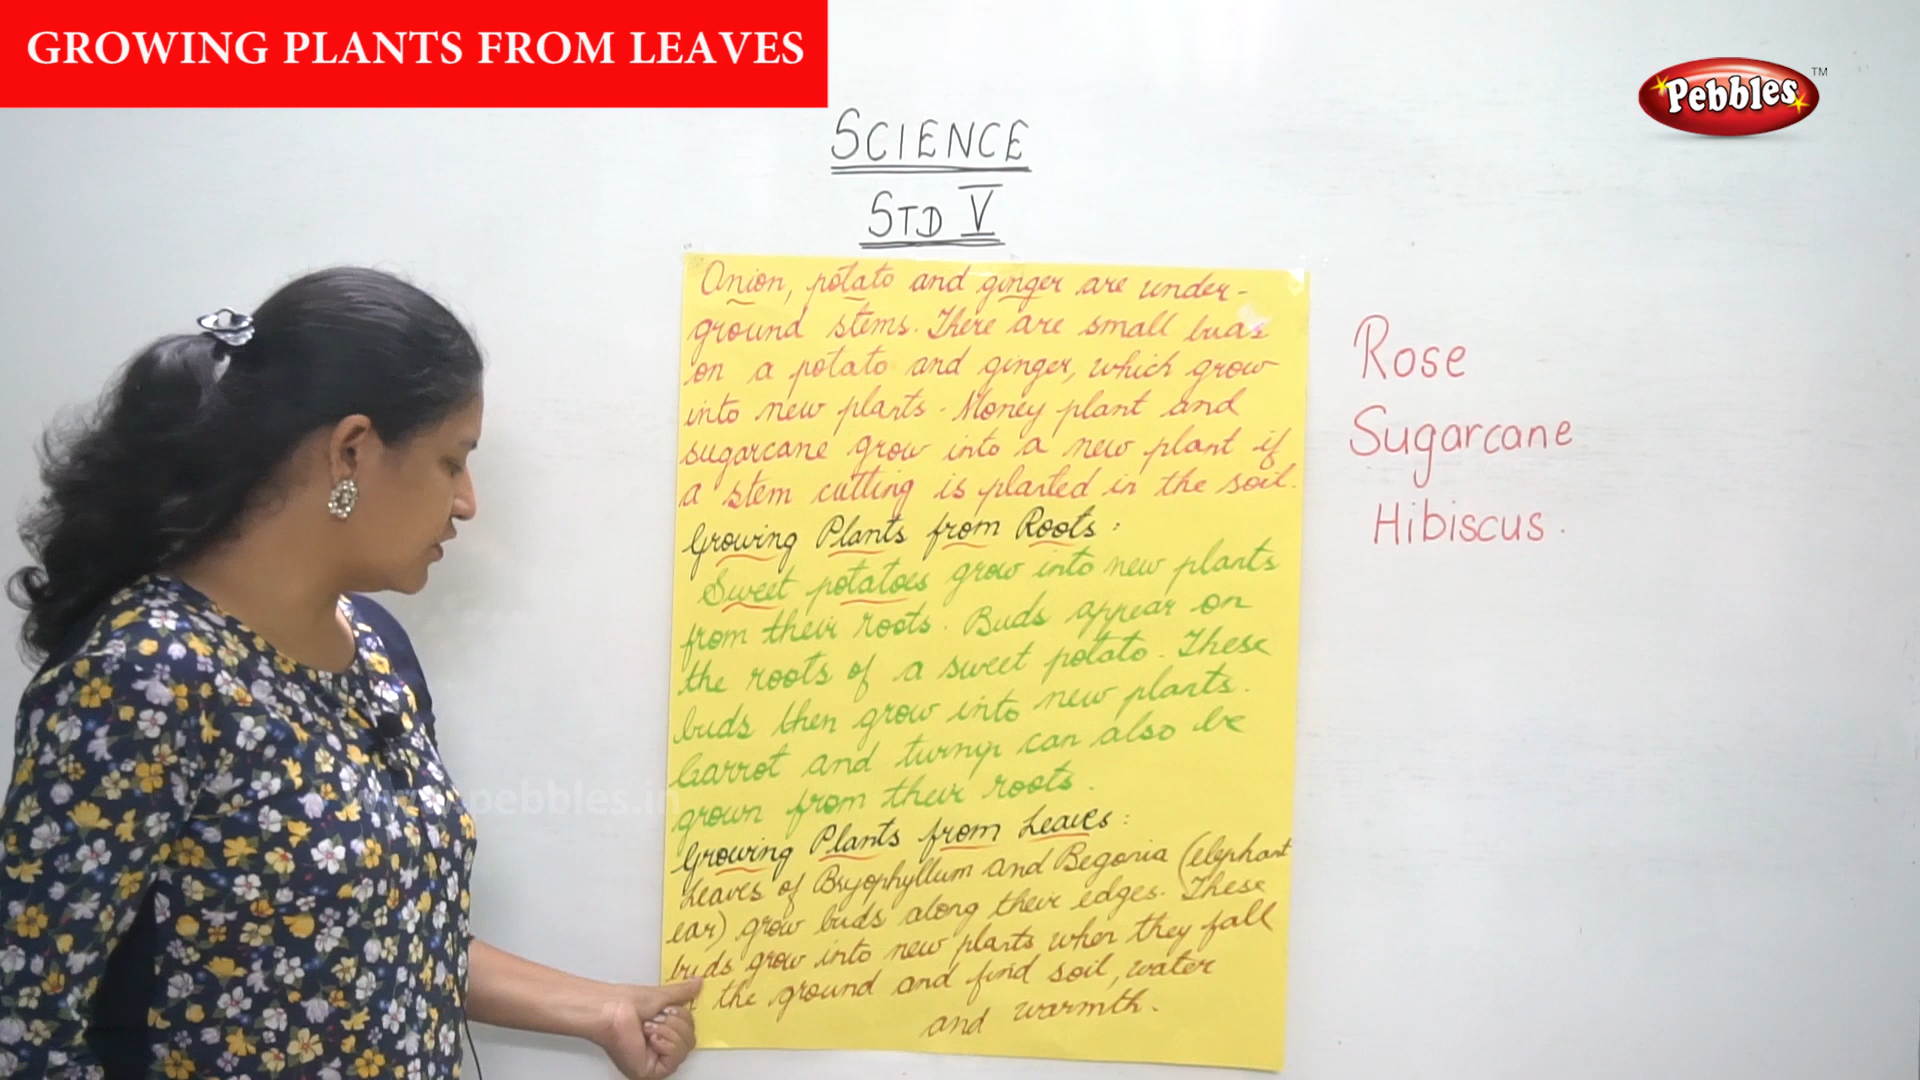 GROWING PLANTS FROM LEAVES
Pebbles TM
SCIENCE
STD V
Onion, potato and ginger are under-
ground stems. There are small buds
on a potato and ginger, which grow
into new plants. Money plant and
sugarcane grow into a new plant if
a stem cutting is planted in the soil.
Growing Plants from Roots:
Sweet potatoes grow into new plants
from their roots. Buds appear on
the roots of a sweet potato. These
buds then grow into new plants.
Carrot and turnip can also be
grown from their roots.
Growing Plants from Leaves:
Leaves of Bryophyllum and Begonia (elephant
ear) grow buds along their edges. These
buds grow into new plants when they fall
the ground and find soil, water
and warmth.
Rose
Sugarcane
Hibiscus.
www.pebbles.in